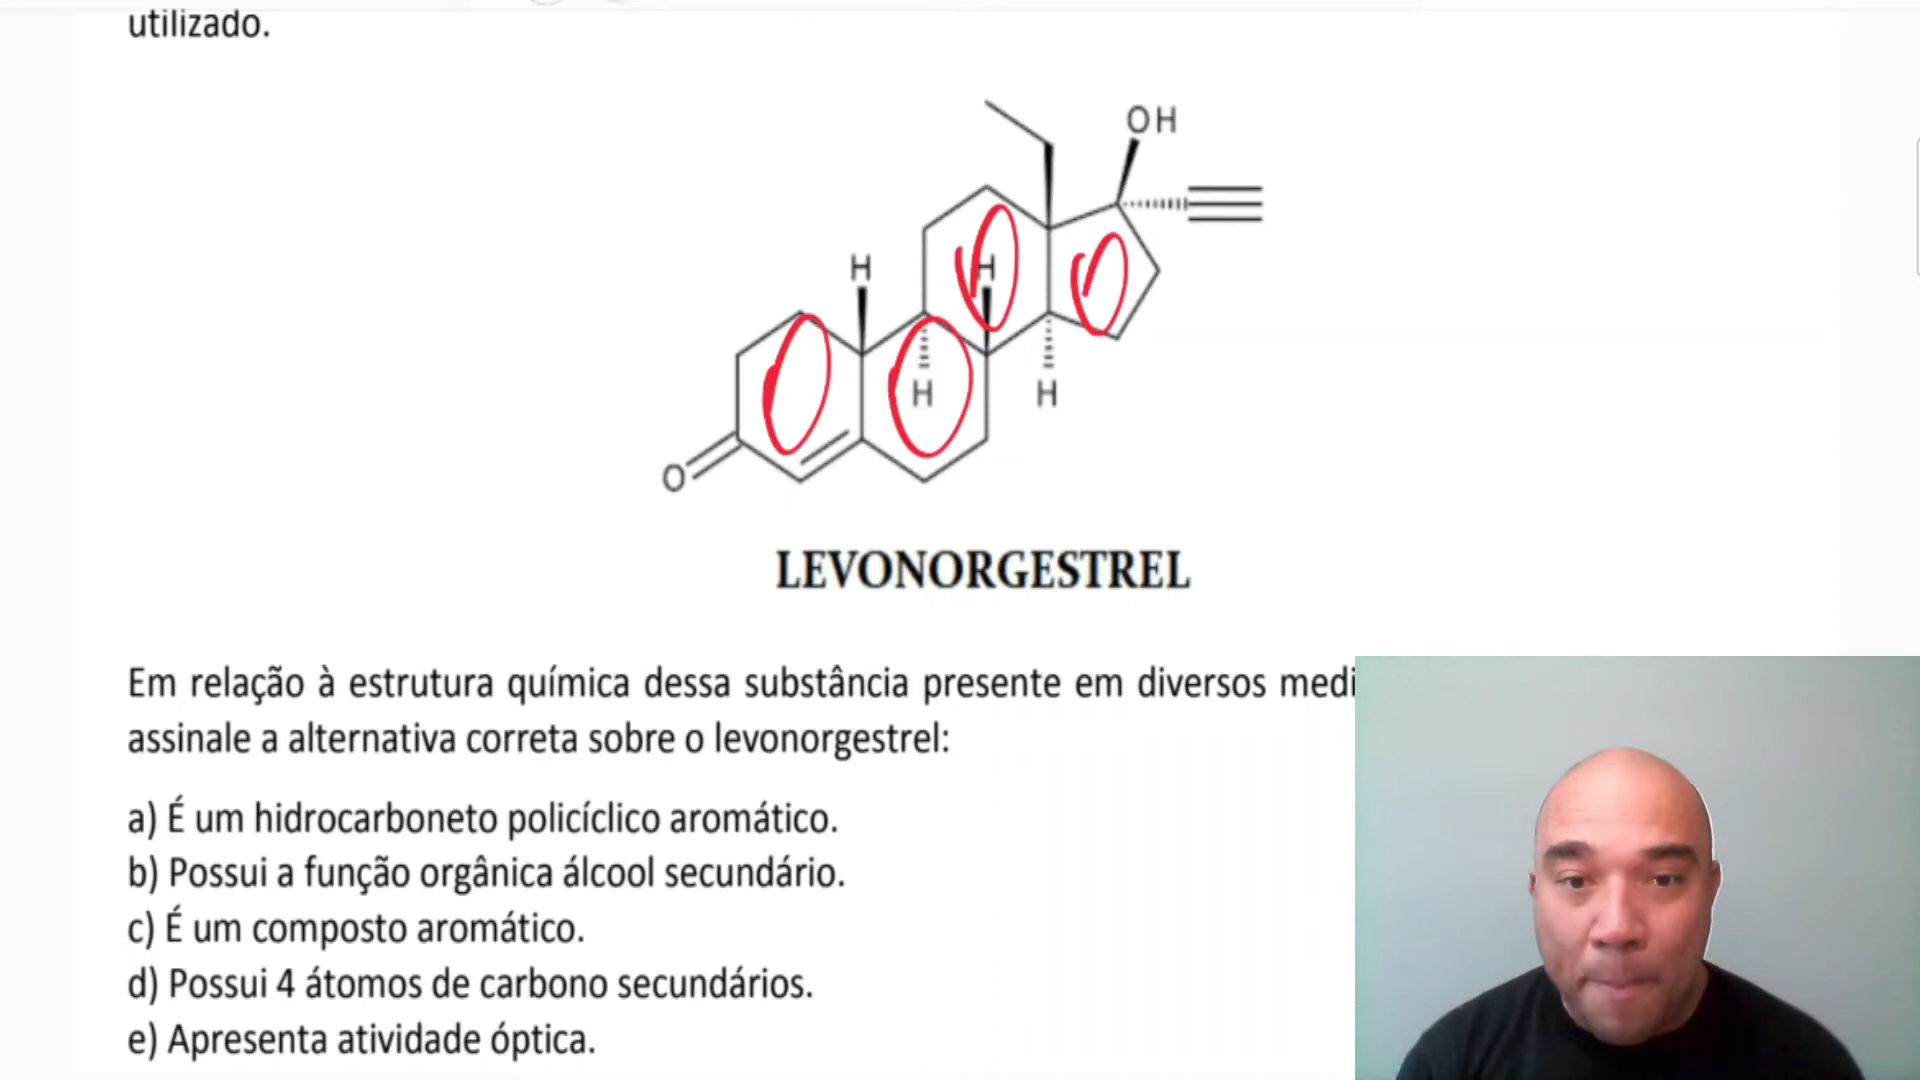 utilizado.
OH
H
H
H
H
O
LEVONORGESTREL
Em relação à estrutura química dessa substância presente em diversos
assinale a alternativa correta sobre o levonorgestrel:
a) É um hidrocarboneto policíclico aromático.
b) Possui a função orgânica álcool secundário.
c) É um composto aromático.
d) Possui 4 átomos de carbono secundários.
e) Apresenta atividade óptica.